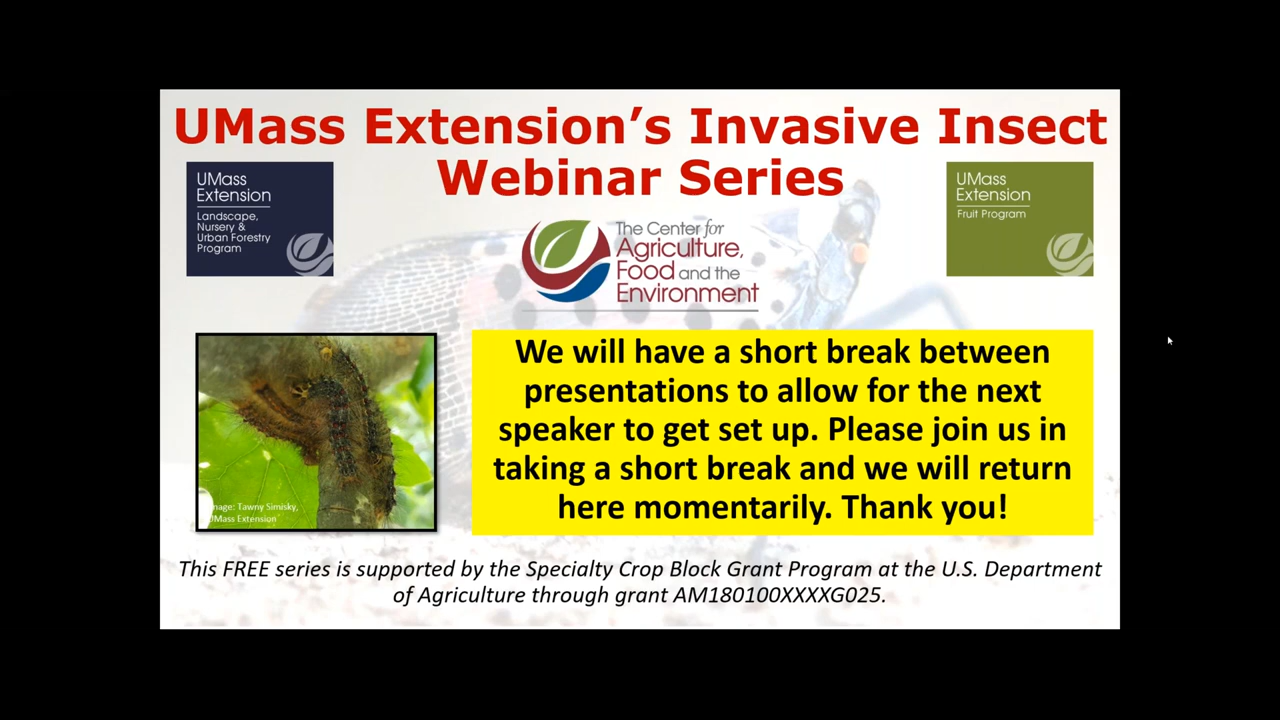 UMass Extension’s Invasive Insect
Webinar Series
UMass
Extension
Landscape,
Nursery &
Urban Forestry
Program
The Center for
Agriculture,
Food and the
Environment
UMass
Extension
Fruit Program
We will have a short break between
presentations to allow for the next
speaker to get set up. Please join us in
taking a short break and we will return
here momentarily. Thank you!
mage: Tawny Simisky,
UMass Extension
This FREE series is supported by the Specialty Crop Block Grant Program at the U.S. Department
of Agriculture through grant AM180100XXXXG025.